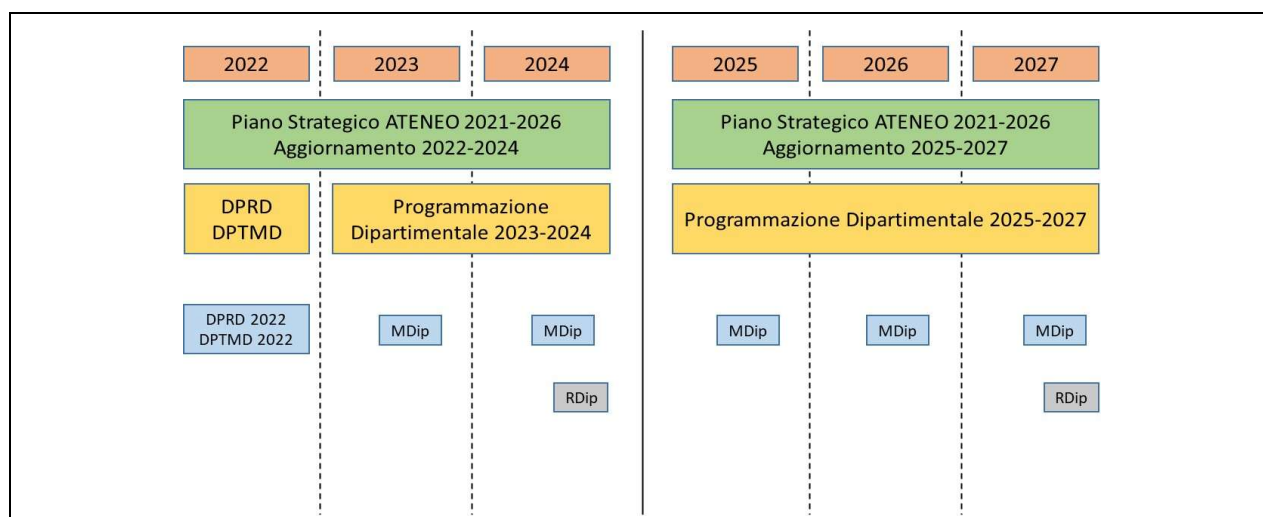 2022
2023
2024
2025
2026
2027
Piano Strategico ATENEO 2021-2026
Aggiornamento 2022-2024
Piano Strategico ATENEO 2021-2026
Aggiornamento 2025-2027
DPRD
DPTMD
Programmazione
Dipartimentale 2023-2024
Programmazione Dipartimentale 2025-2027
DPRD 2022
DPTMD 2022
MDip
MDip
MDip
MDip
MDip
RDip
RDip